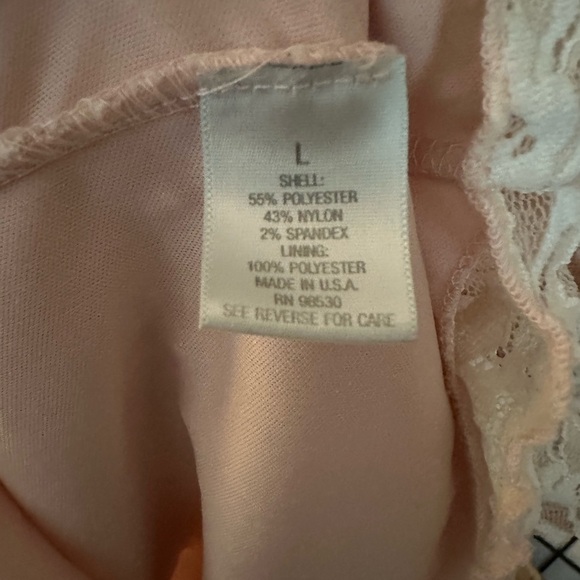 L
SHELL:
55% POLYESTER
43% NYLON
2% SPANDEX
LINING:
100% POLYESTER
MADE IN U.S.A.
RN 98530
SEE REVERSE FOR CARE